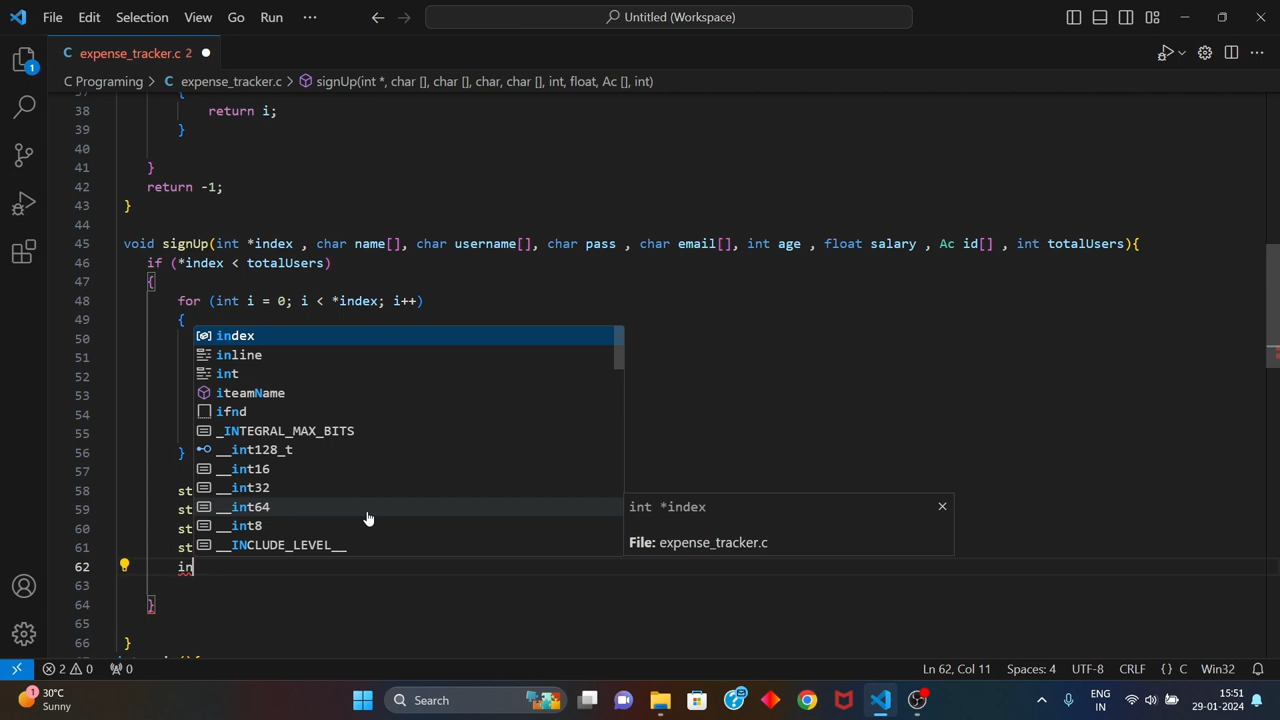 File Edit Selection View Go Run ··· Untitled (Workspace)
C expense_tracker.c 2
C Programing > C expense_tracker.c > signUp(int *, char [], char [], char, char [], int, float, Ac [], int)
37 {
38 return i;
39 }
40
41 }
42 return -1;
43 }
44
45 void signUp(int *index , char name[], char username[], char pass , char email[], int age , float salary , Ac id[] , int totalUsers){
46 if (*index < totalUsers)
47 {
48 for (int i = 0; i < *index; i++)
49 {
50 index
51 inline
52 int
53 iteamName
54 ifnd
55 _INTEGRAL_MAX_BITS
56 } __int128_t
57 __int16
58 st __int32
59 st __int64 int *index
60 st __int8
61 st __INCLUDE_LEVEL__ File: expense_tracker.c
62 in
63
64 }
65
66 }
1
2 0 0 Ln 62, Col 11 Spaces: 4 UTF-8 CRLF {} C Win32
30°C
Sunny
1
Search
ENG
IN
15:51
29-01-2024